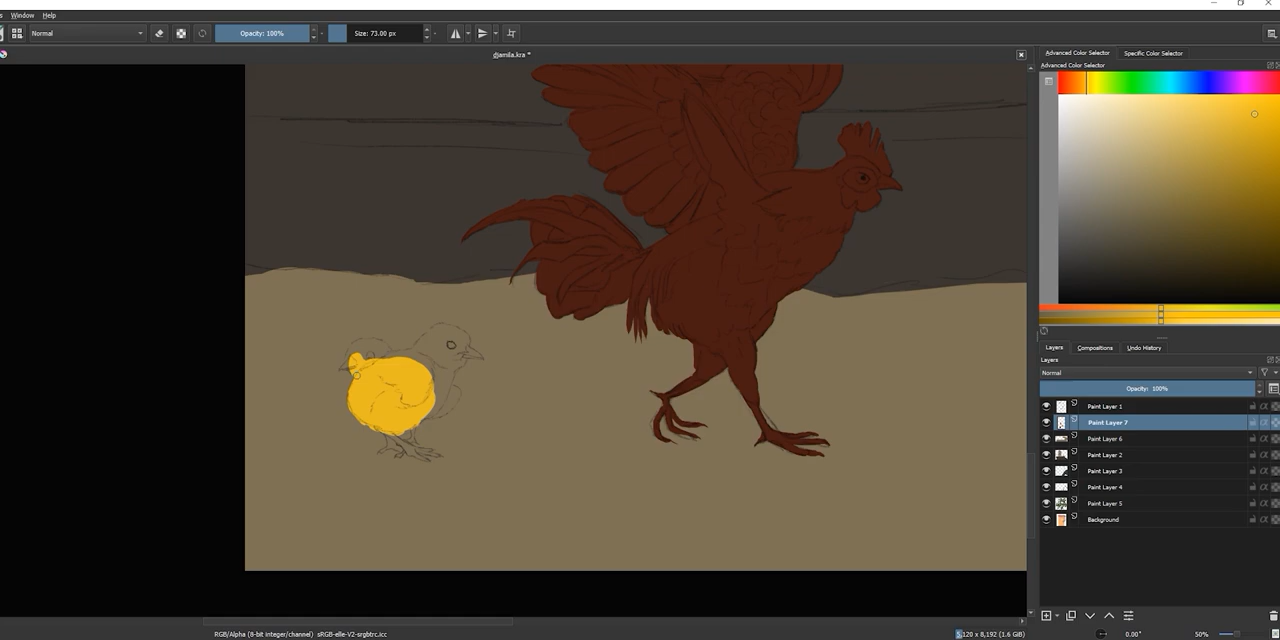 Window Help
Normal Opacity: 100% Size: 73.00 px
djamila.kra *
Advanced Color Selector Specific Color Selector
Advanced Color Selector
Layers Compositions Undo History
Layers
Normal
Opacity: 100%
Paint Layer 1
Paint Layer 7
Paint Layer 6
Paint Layer 2
Paint Layer 3
Paint Layer 4
Paint Layer 5
Background
RGB/Alpha (8-bit integer/channel) sRGB-elle-V2-srgbtrc.icc 5,120 x 8,192 (1.6 GiB) 0.00° 50%